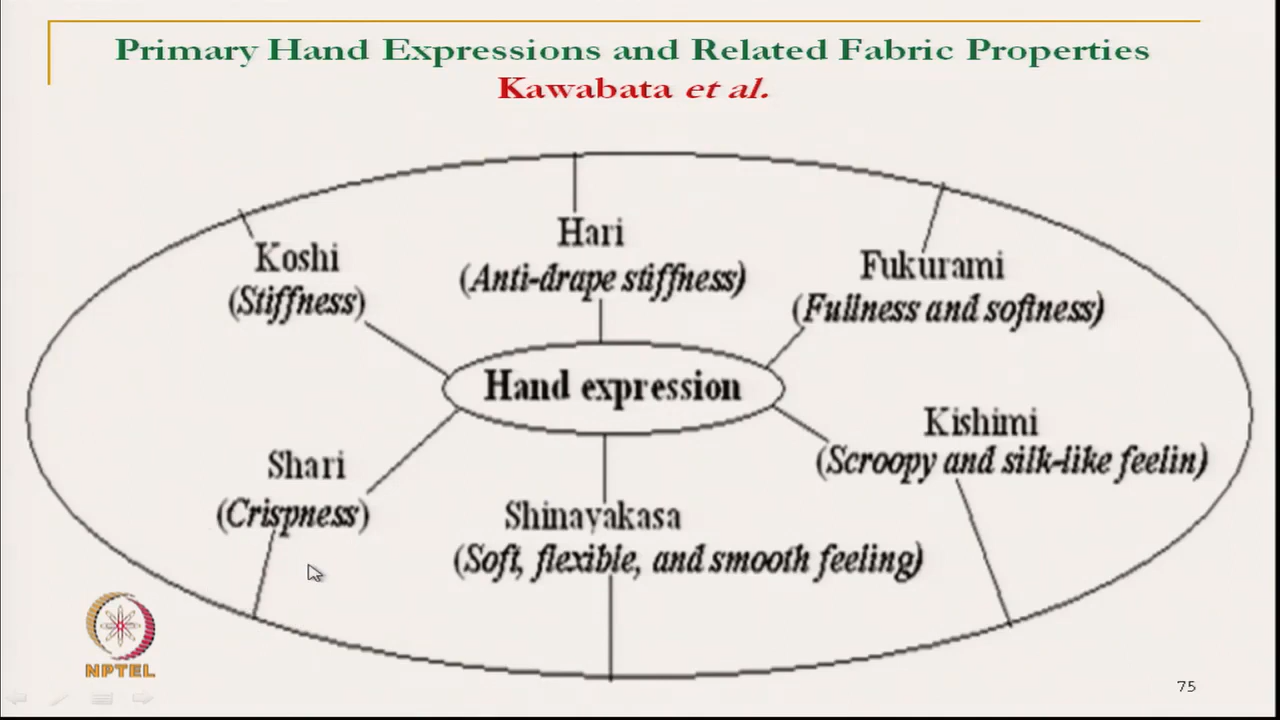 Primary Hand Expressions and Related Fabric Properties
Kawabata et al.
Hari
(Anti-drape stiffness)
Koshi
(Stiffness)
Fukurami
(Fullness and softness)
Hand expression
Kishimi
(Scroopy and silk-like feelin)
Shari
(Crispness)
Shinayakasa
(Soft, flexible, and smooth feeling)
NPTEL
75